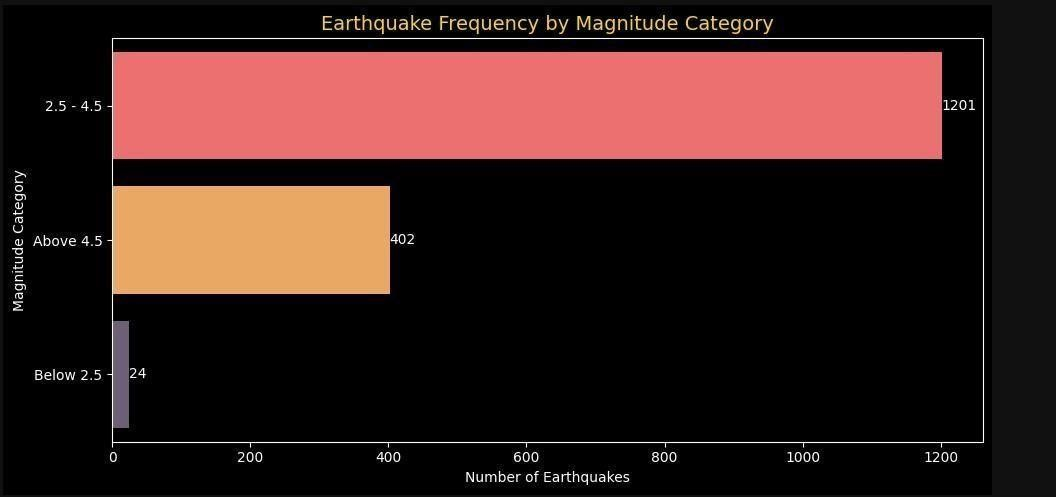 Earthquake Frequency by Magnitude Category
Magnitude Category
2.5 - 4.5
1201
Above 4.5
402
Below 2.5
24
0 200 400 600 800 1000 1200
Number of Earthquakes